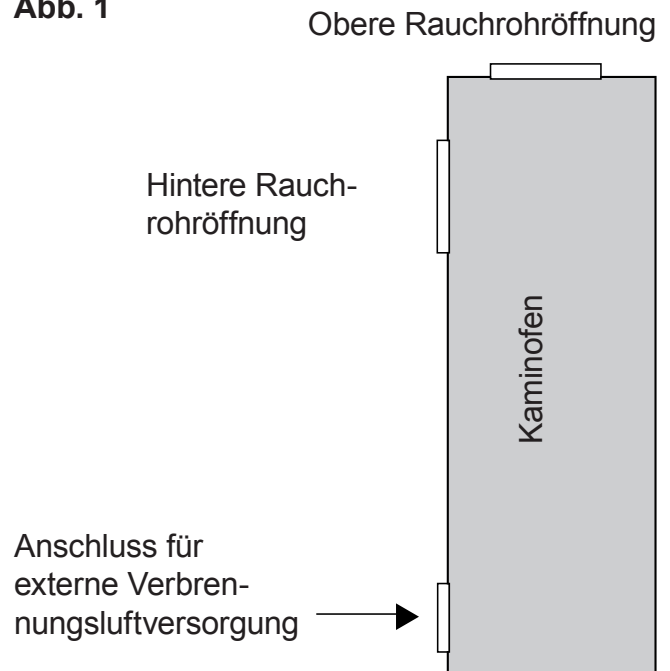 Abb. 1
Obere Rauchrohröffnung
Hintere Rauch-
rohröffnung
Kaminofen
Anschluss für
externe Verbren-
nungsluftversorgung